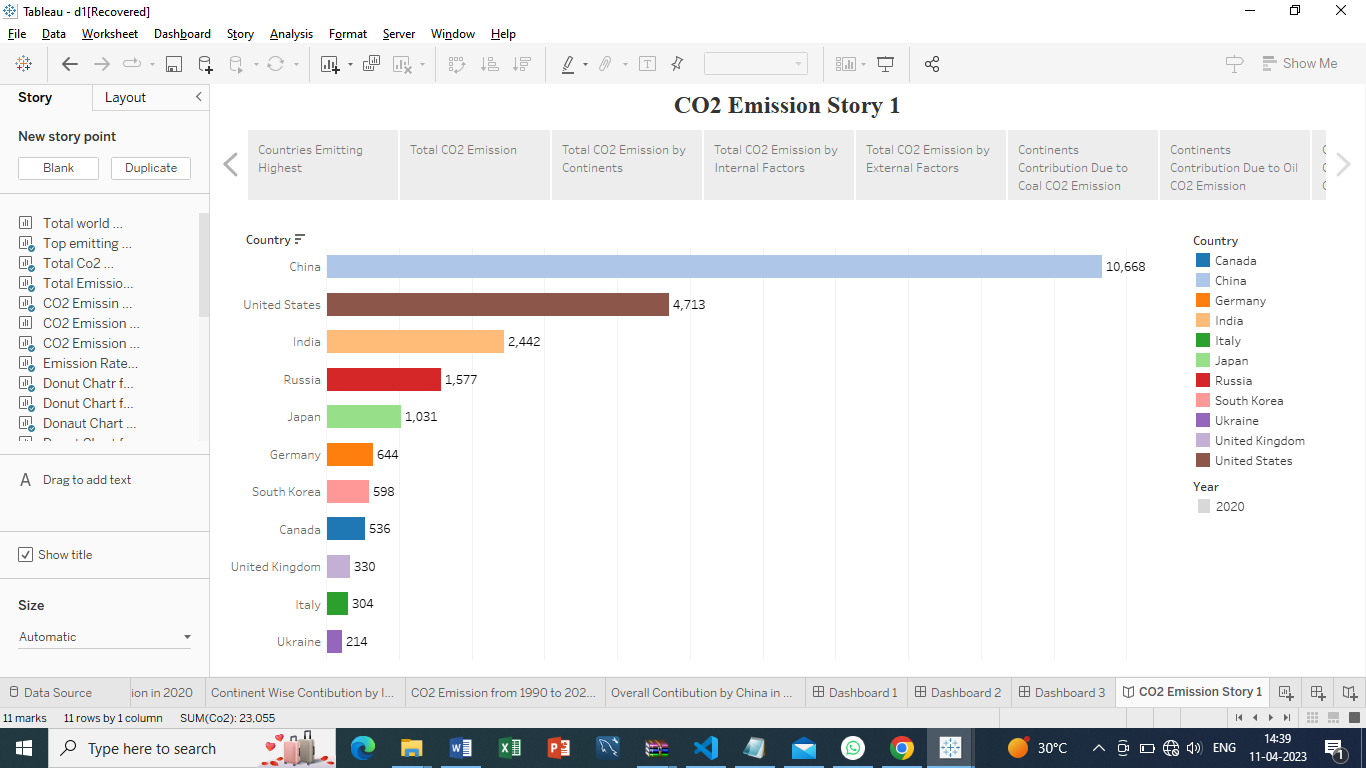 Tableau - d1[Recovered]
File Data Worksheet Dashboard Story Analysis Format Server Window Help
Show Me
Story Layout
New story point
Blank Duplicate
Total world ...
Top emitting ...
Total Co2 ...
Total Emissio...
CO2 Emissin ...
CO2 Emission ...
CO2 Emission ...
Emission Rate...
Donut Chatr f...
Donut Chart f...
Donaut Chart ...
A Drag to add text
Show title
Size
Automatic
CO2 Emission Story 1
Countries Emitting
Highest
Total CO2 Emission
Total CO2 Emission by
Continents
Total CO2 Emission by
Internal Factors
Total CO2 Emission by
External Factors
Continents
Contribution Due to
Coal CO2 Emission
Continents
Contribution Due to Oil
CO2 Emission
Country
China 10,668
United States 4,713
India 2,442
Russia 1,577
Japan 1,031
Germany 644
South Korea 598
Canada 536
United Kingdom 330
Italy 304
Ukraine 214
Country
Canada
China
Germany
India
Italy
Japan
Russia
South Korea
Ukraine
United Kingdom
United States
Year
2020
Data Source ion in 2020 Continent Wise Contibution by I... CO2 Emission from 1990 to 202... Overall Contibution by China in ... Dashboard 1 Dashboard 2 Dashboard 3 CO2 Emission Story 1
11 marks 11 rows by 1 column SUM(Co2): 23,055
Type here to search
30°C ENG
14:39
11-04-2023
1